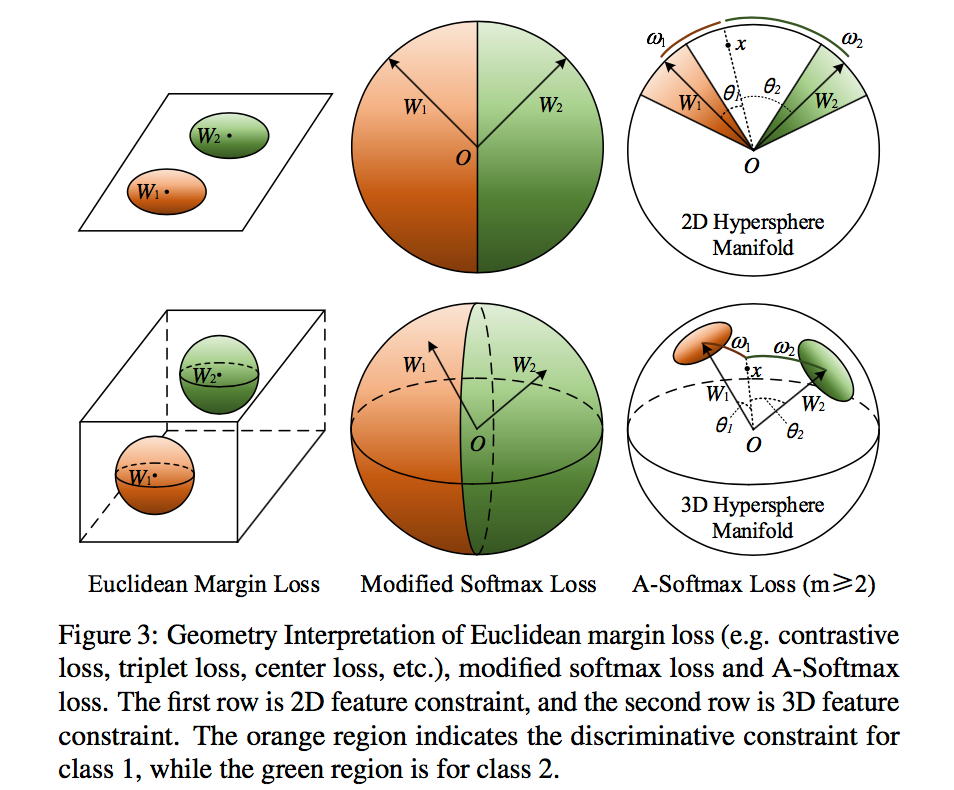 W₂
W₁
W₁
W₂
O
ω₁
x
ω₂
θ₁
θ₂
W₁
W₂
O
2D Hypersphere
Manifold
W₂
W₁
W₁
W₂
O
ω₁
ω₂
x
W₁
W₂
θ₁
θ₂
O
3D Hypersphere
Manifold
Euclidean Margin Loss
Modified Softmax Loss
A-Softmax Loss (m⩾2)
Figure 3: Geometry Interpretation of Euclidean margin loss (e.g. contrastive
loss, triplet loss, center loss, etc.), modified softmax loss and A-Softmax
loss. The first row is 2D feature constraint, and the second row is 3D feature
constraint. The orange region indicates the discriminative constraint for
class 1, while the green region is for class 2.